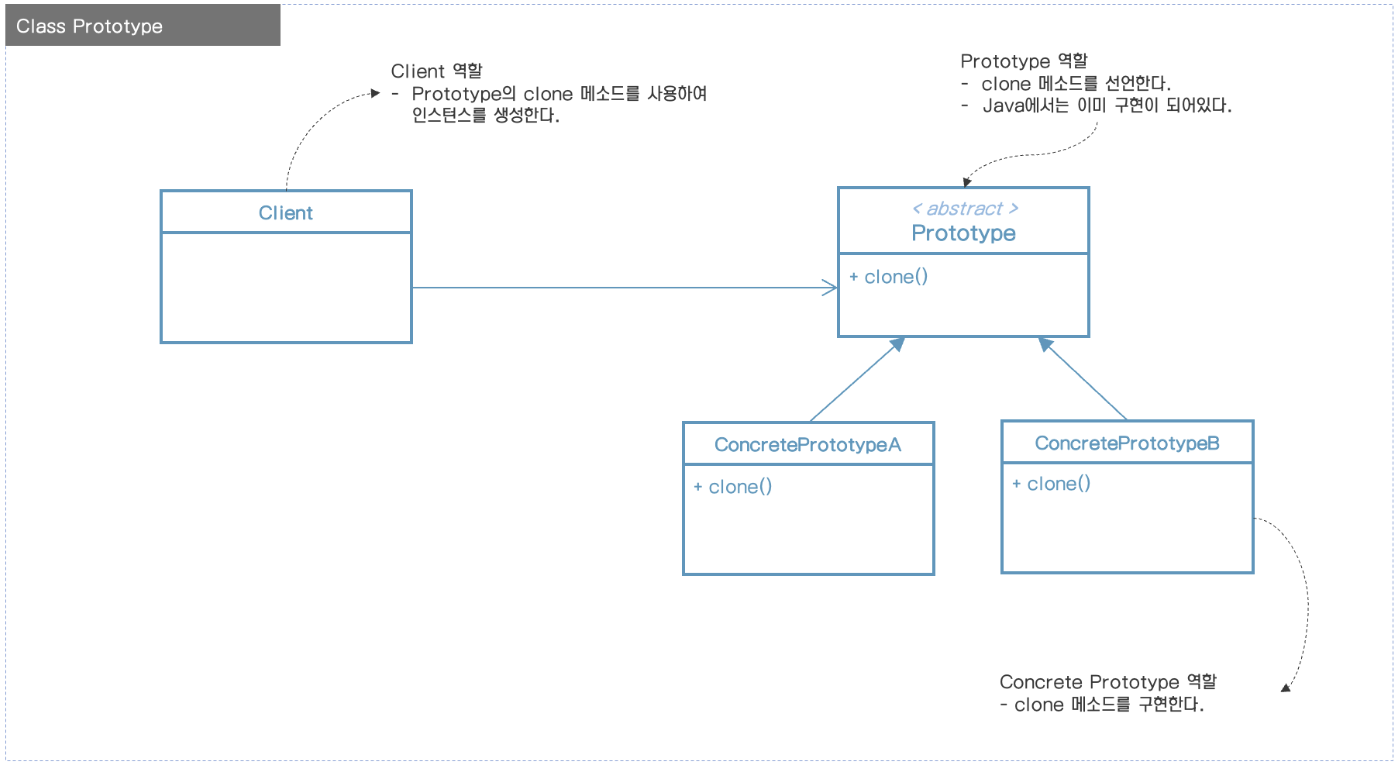 Class Prototype
Client 역할
- Prototype의 clone 메소드를 사용하여
인스턴스를 생성한다.
Prototype 역할
- clone 메소드를 선언한다.
- Java에서는 이미 구현이 되어있다.
Client
< abstract >
Prototype
+ clone()
ConcretePrototypeA
+ clone()
ConcretePrototypeB
+ clone()
Concrete Prototype 역할
- clone 메소드를 구현한다.